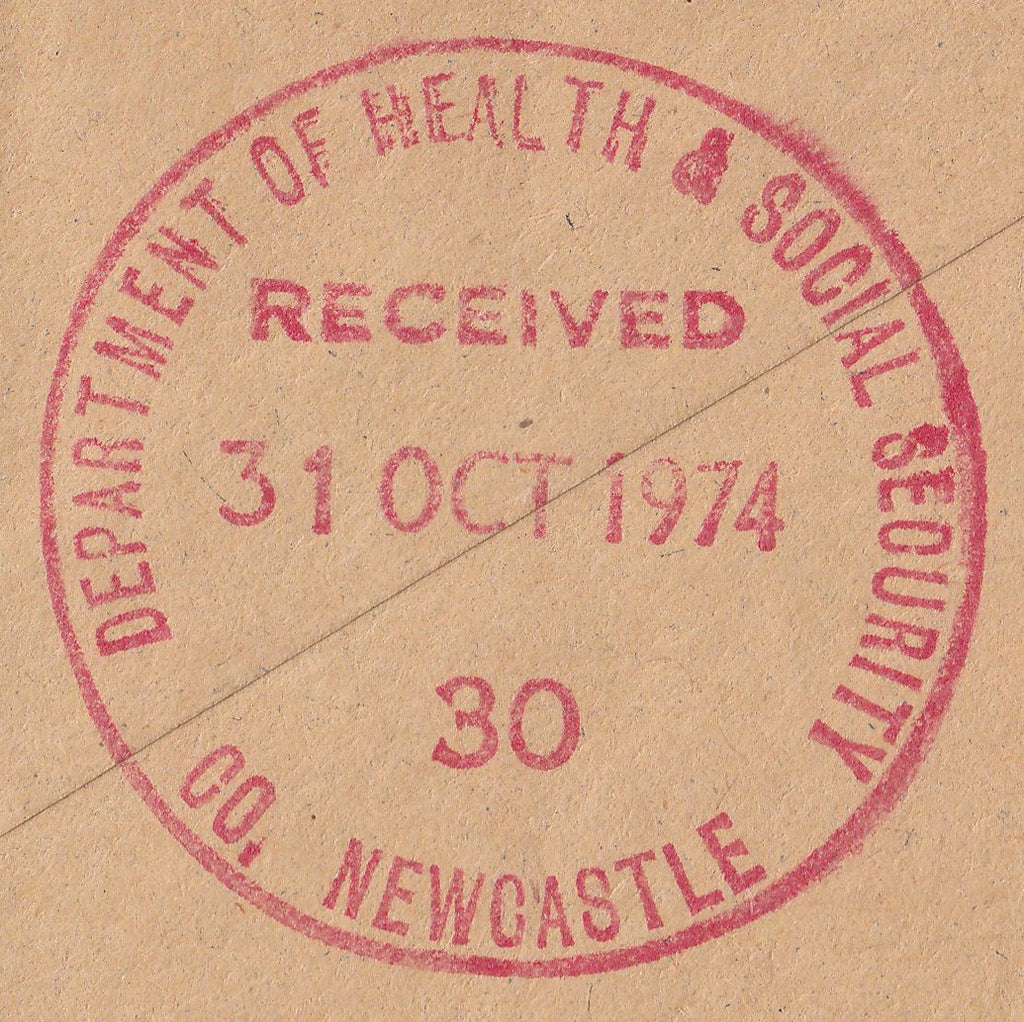 DEPARTMENT OF HEALTH & SOCIAL SECURITY
RECEIVED
31 OCT 1974
30
CO. NEWCASTLE